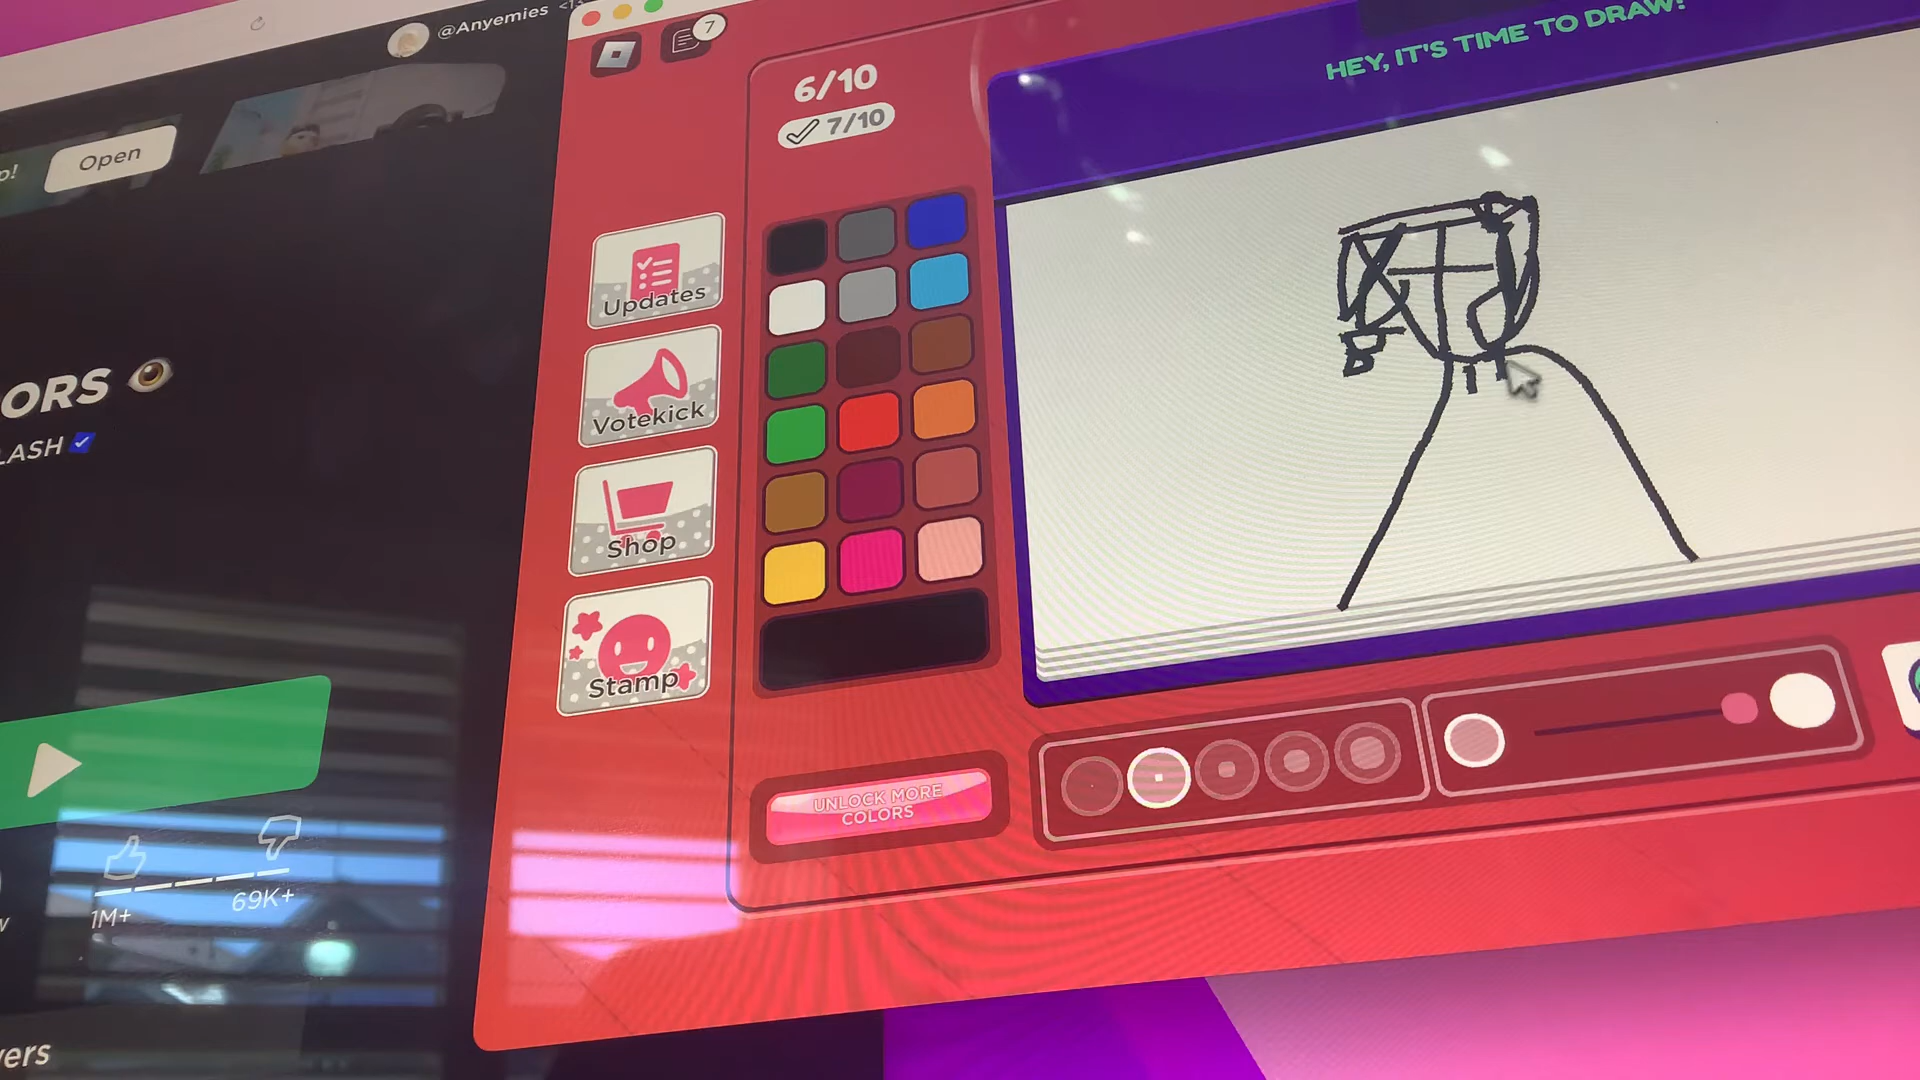 @Anyemies
p!
Open
ORS
LASH
1M+
69K+
vers
7
6/10
7/10
HEY, IT'S TIME TO DRAW!
Updates
Votekick
Shop
Stamp
UNLOCK MORE
COLORS